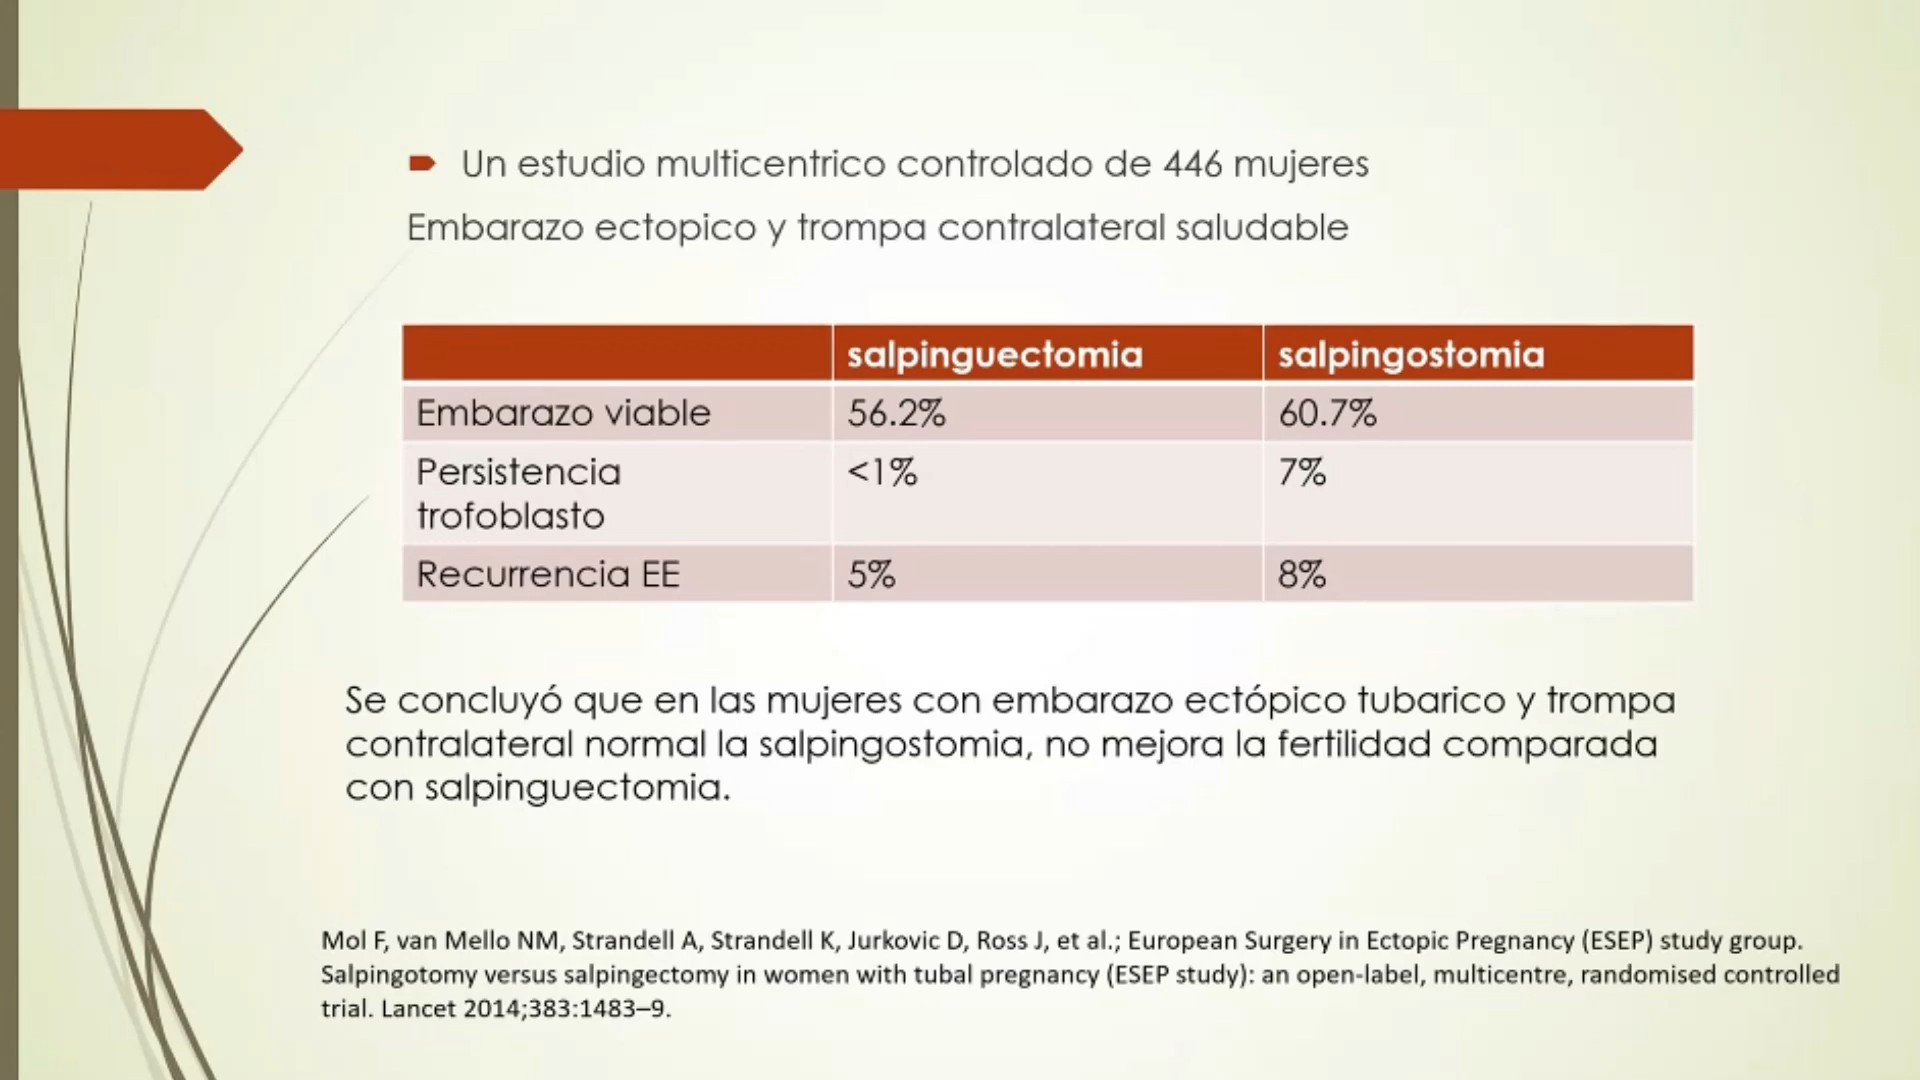 Un estudio multicentrico controlado de 446 mujeres
Embarazo ectopico y trompa contralateral saludable
salpinguectomia salpingostomia
Embarazo viable 56.2% 60.7%
Persistencia <1% 7%
trofoblasto
Recurrencia EE 5% 8%
Se concluyó que en las mujeres con embarazo ectópico tubarico y trompa
contralateral normal la salpingostomia, no mejora la fertilidad comparada
con salpinguectomia.
Mol F, van Mello NM, Strandell A, Strandell K, Jurkovic D, Ross J, et al.; European Surgery in Ectopic Pregnancy (ESEP) study group.
Salpingotomy versus salpingectomy in women with tubal pregnancy (ESEP study): an open-label, multicentre, randomised controlled
trial. Lancet 2014;383:1483–9.